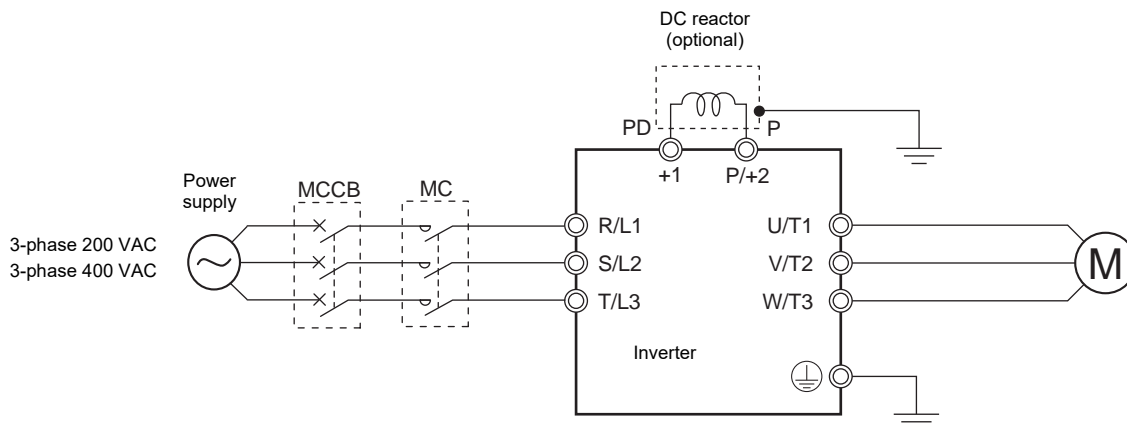 DC reactor
(optional)
PD
P
+1
P/+2
Power
supply
MCCB
MC
3-phase 200 VAC
3-phase 400 VAC
R/L1
S/L2
T/L3
U/T1
V/T2
W/T3
M
Inverter